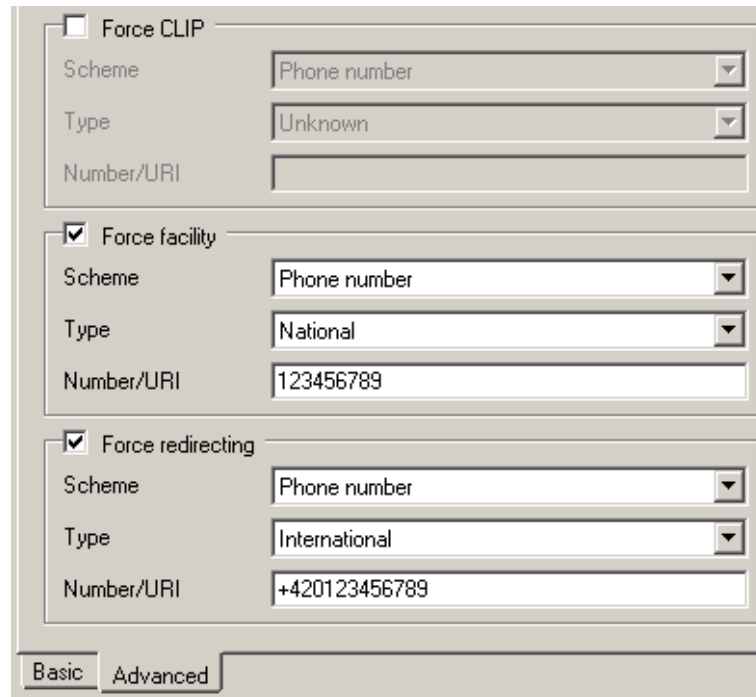 Force CLIP
Scheme Phone number
Type Unknown
Number/URI
Force facility
Scheme Phone number
Type National
Number/URI 123456789
Force redirecting
Scheme Phone number
Type International
Number/URI +420123456789
Basic Advanced